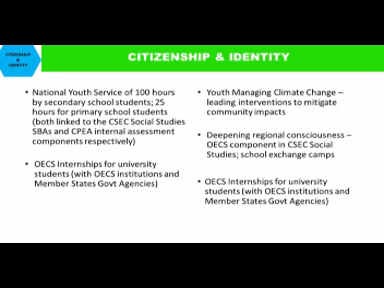 CITIZENSHIP
&
IDENTITY
CITIZENSHIP & IDENTITY
• National Youth Service of 100 hours
by secondary school students; 25
hours for primary school students
(both linked to the CSEC Social Studies
SBAs and CPEA internal assessment
components respectively)
• OECS Internships for university
students (with OECS institutions and
Member States Govt Agencies)
• Youth Managing Climate Change –
leading interventions to mitigate
community impacts
• Deepening regional consciousness –
OECS component in CSEC Social
Studies; school exchange camps
• OECS Internships for university
students (with OECS institutions and
Member States Govt Agencies)